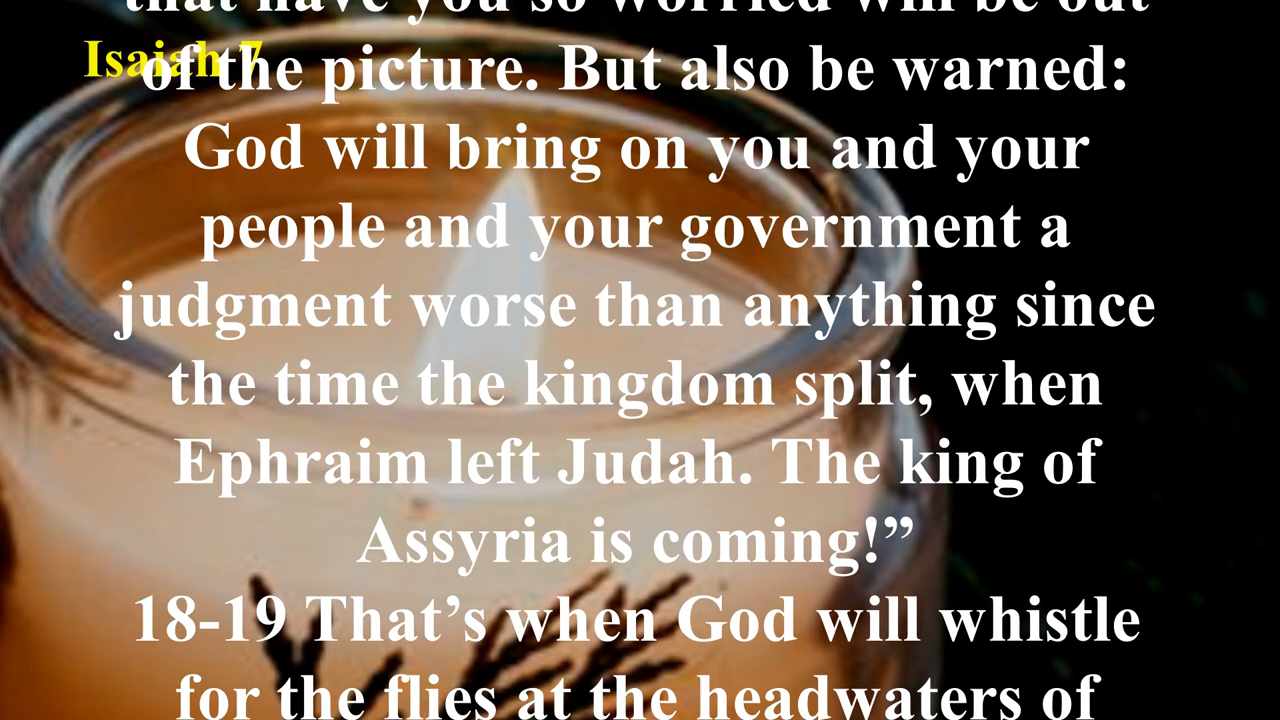 that have you so worried will be out
Isaiah 7
of the picture. But also be warned:
God will bring on you and your
people and your government a
judgment worse than anything since
the time the kingdom split, when
Ephraim left Judah. The king of
Assyria is coming!”
18-19 That’s when God will whistle
for the flies at the headwaters of